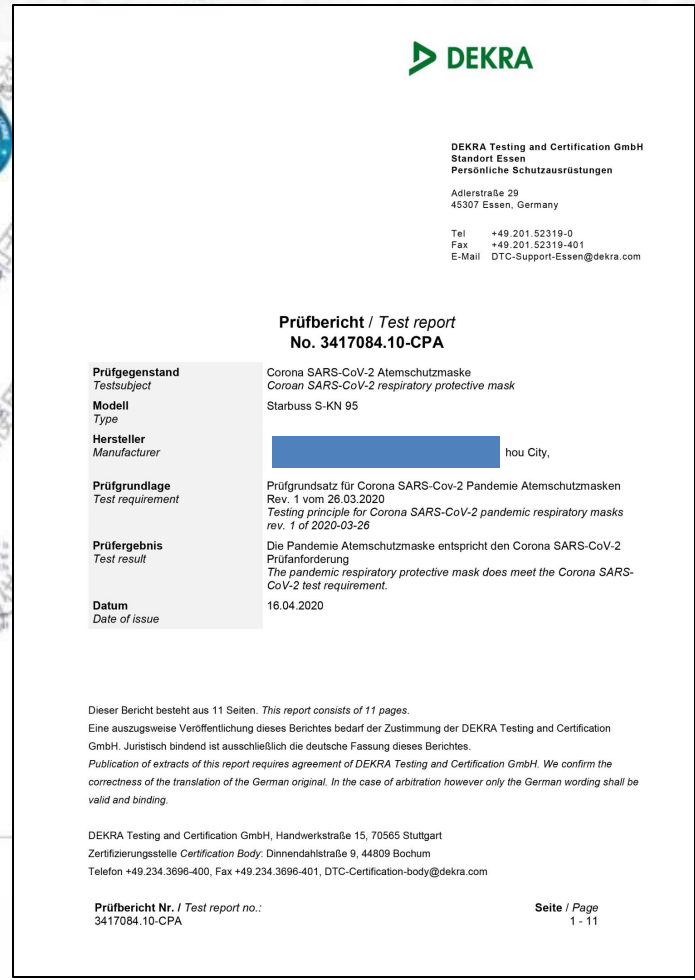 DEKRA
DEKRA Testing and Certification GmbH
Standort Essen
Persönliche Schutzausrüstungen
Adlerstraße 29
45307 Essen, Germany
Tel +49.201.52319-0
Fax +49.201.52319-401
E-Mail DTC-Support-Essen@dekra.com
Prüfbericht / Test report
No. 3417084.10-CPA
Prüfgegenstand Corona SARS-CoV-2 Atemschutzmaske
Testsubject Coroan SARS-CoV-2 respiratory protective mask
Modell Starbuss S-KN 95
Type
Hersteller
Manufacturer hou City,
Prüfgrundlage Prüfgrundsatz für Corona SARS-Cov-2 Pandemie Atemschutzmasken
Test requirement Rev. 1 vom 26.03.2020
Testing principle for Corona SARS-CoV-2 pandemic respiratory masks
rev. 1 of 2020-03-26
Prüfergebnis Die Pandemie Atemschutzmaske entspricht den Corona SARS-CoV-2
Test result Prüfanforderung
The pandemic respiratory protective mask does meet the Corona SARS-
CoV-2 test requirement.
Datum 16.04.2020
Date of issue
Dieser Bericht besteht aus 11 Seiten. This report consists of 11 pages.
Eine auszugsweise Veröffentlichung dieses Berichtes bedarf der Zustimmung der DEKRA Testing and Certification
GmbH. Juristisch bindend ist ausschließlich die deutsche Fassung dieses Berichtes.
Publication of extracts of this report requires agreement of DEKRA Testing and Certification GmbH. We confirm the
correctness of the translation of the German original. In the case of arbitration however only the German wording shall be
valid and binding.
DEKRA Testing and Certification GmbH, Handwerkstraße 15, 70565 Stuttgart
Zertifizierungsstelle Certification Body: Dinnendahlstraße 9, 44809 Bochum
Telefon +49.234.3696-400, Fax +49.234.3696-401, DTC-Certification-body@dekra.com
Prüfbericht Nr. / Test report no.: Seite / Page
3417084.10-CPA 1 - 11